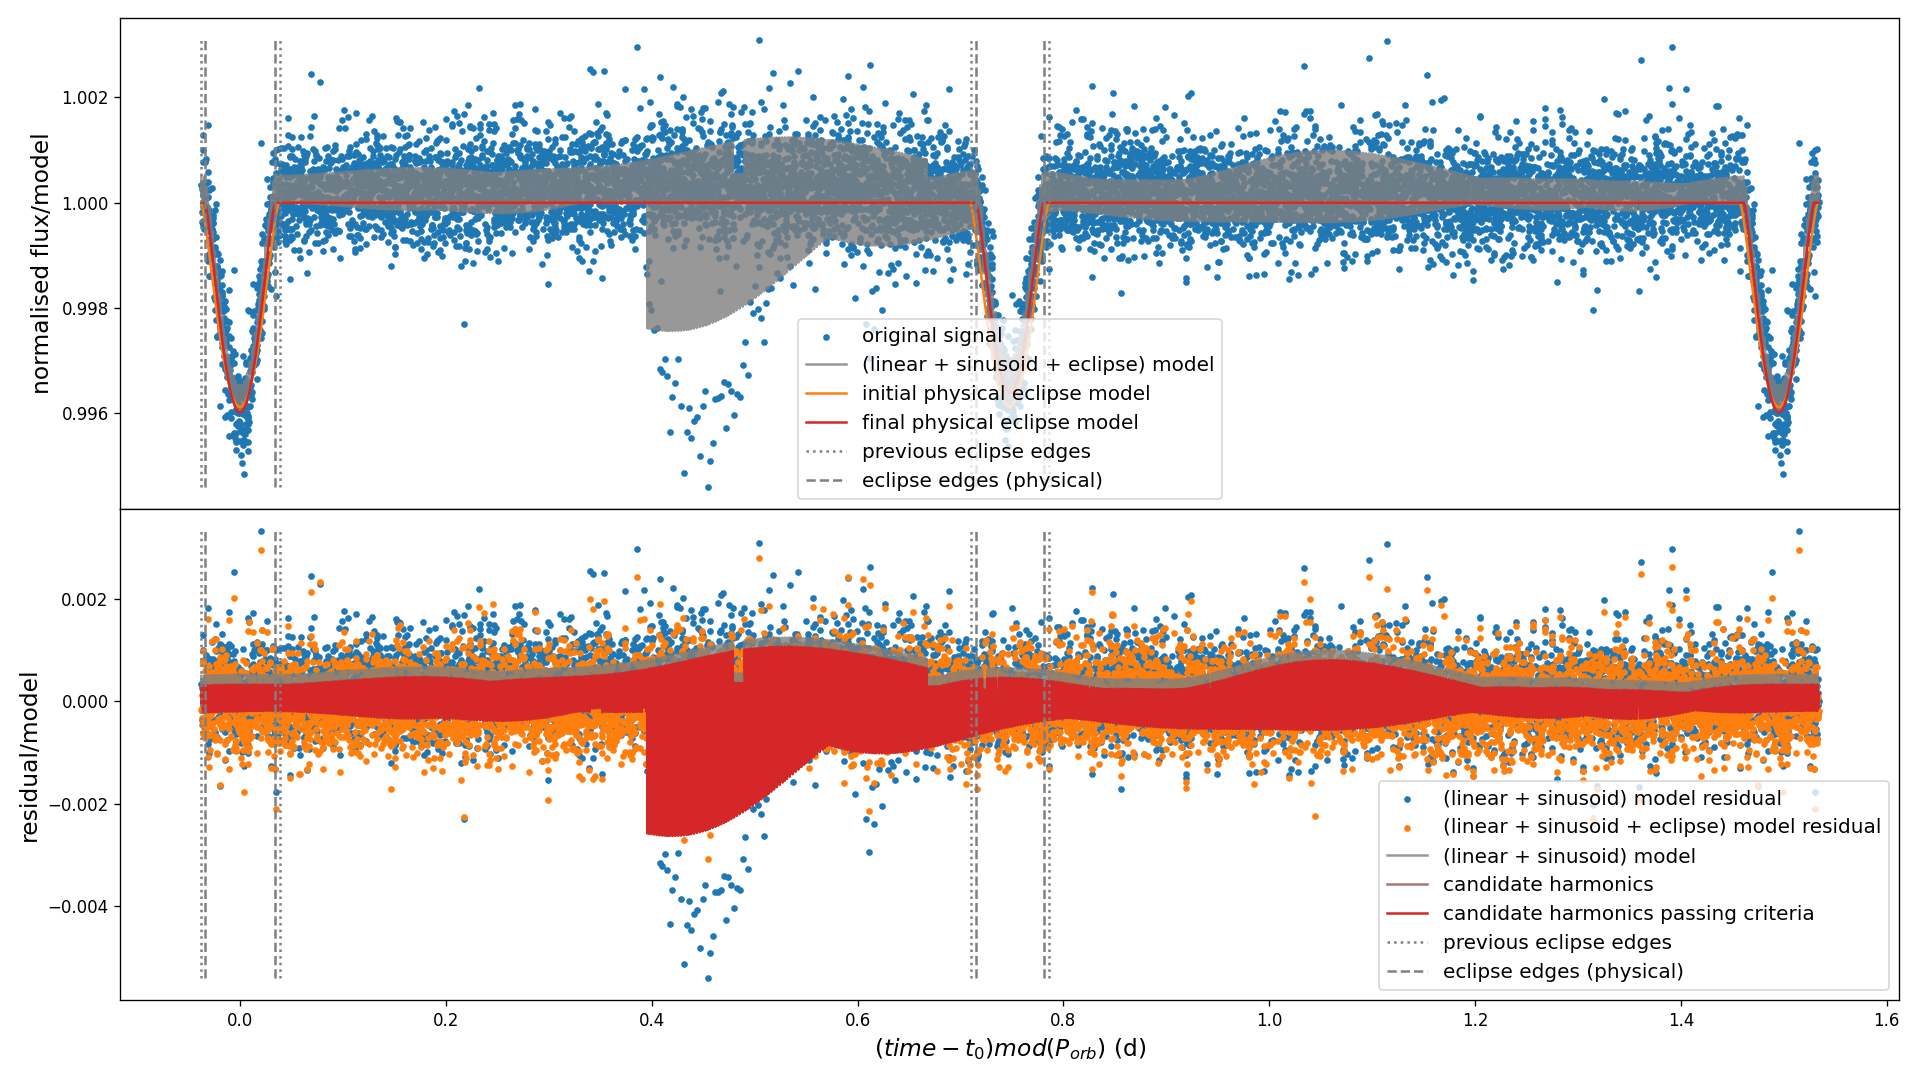 normalised flux/model
1.002
1.000
0.998
0.996
original signal
(linear + sinusoid + eclipse) model
initial physical eclipse model
final physical eclipse model
previous eclipse edges
eclipse edges (physical)
residual/model
0.002
0.000
−0.002
−0.004
(linear + sinusoid) model residual
(linear + sinusoid + eclipse) model residual
(linear + sinusoid) model
candidate harmonics
candidate harmonics passing criteria
previous eclipse edges
eclipse edges (physical)
0.0 0.2 0.4 0.6 0.8 1.0 1.2 1.4 1.6
(time − t₀)mod(Pₒᵣb) (d)